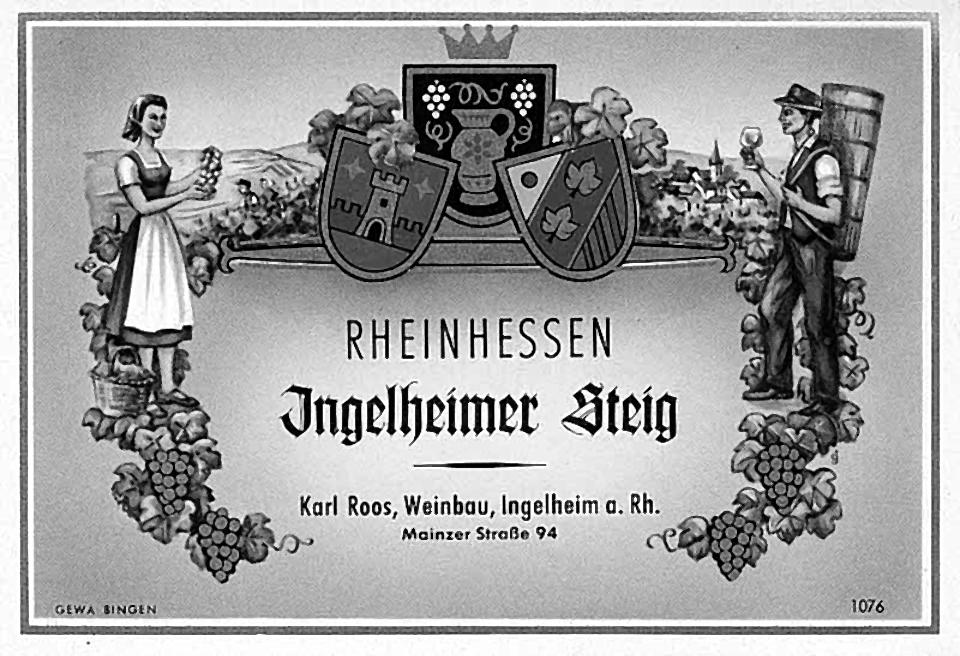 RHEINHESSEN
Ingelheimer Steig
Karl Roos, Weinbau, Ingelheim a. Rh.
Mainzer Straße 94
GEWA BINGEN
1076